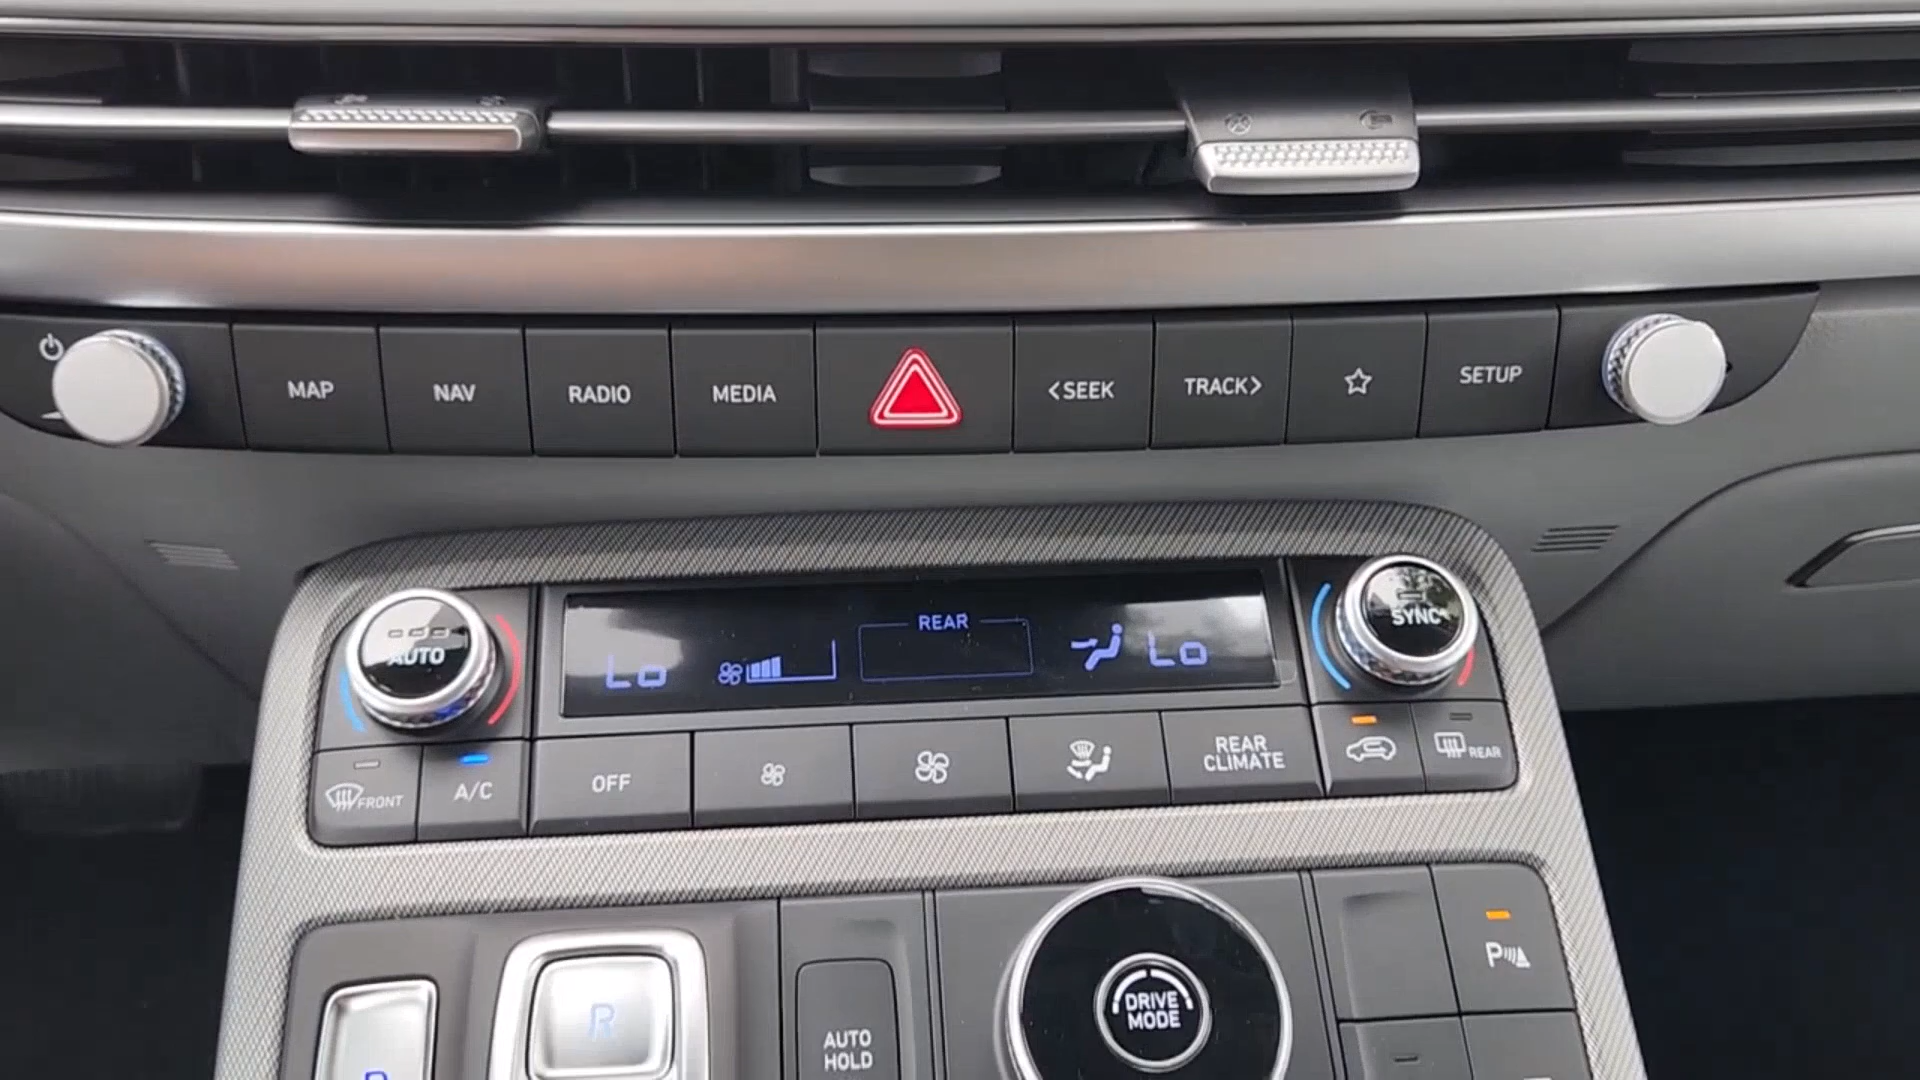 MAP
NAV
RADIO
MEDIA
<SEEK
TRACK>
SETUP
AUTO
Lo
REAR
Lo
SYNC
FRONT
A/C
OFF
REAR
CLIMATE
REAR
P
R
AUTO
HOLD
DRIVE
MODE
P